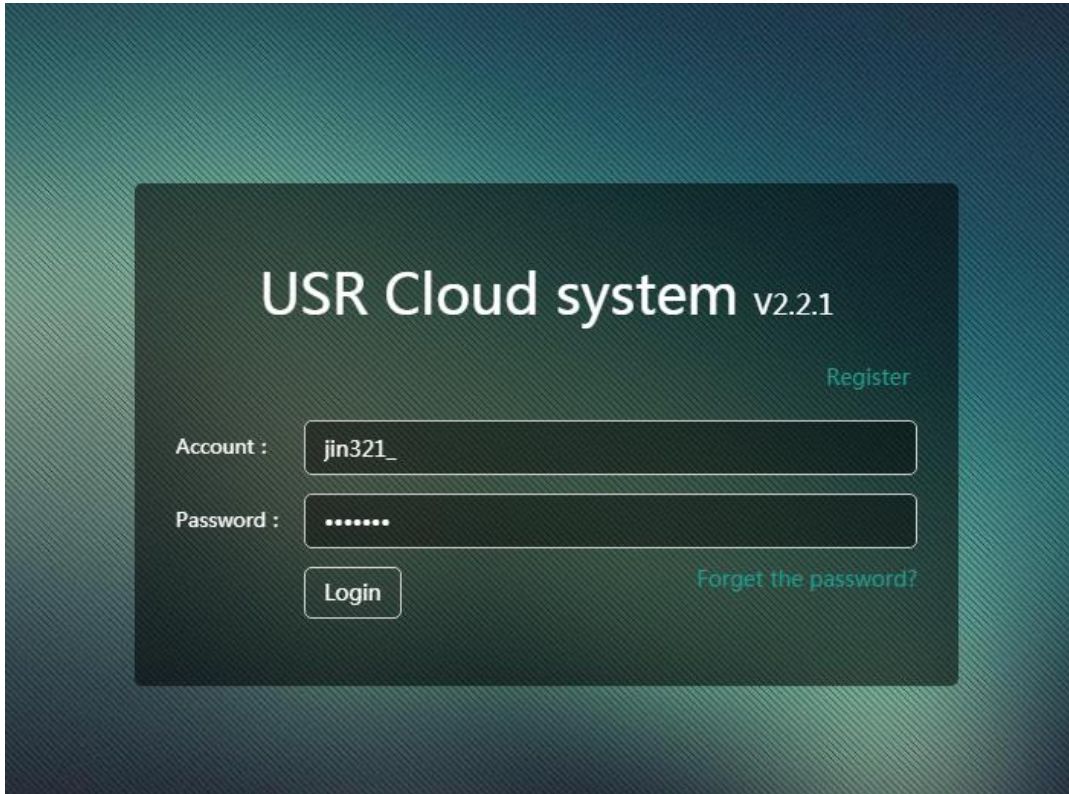 USR Cloud system V2.2.1
Register
Account : jin321_
Password : •••••••
Login Forget the password?